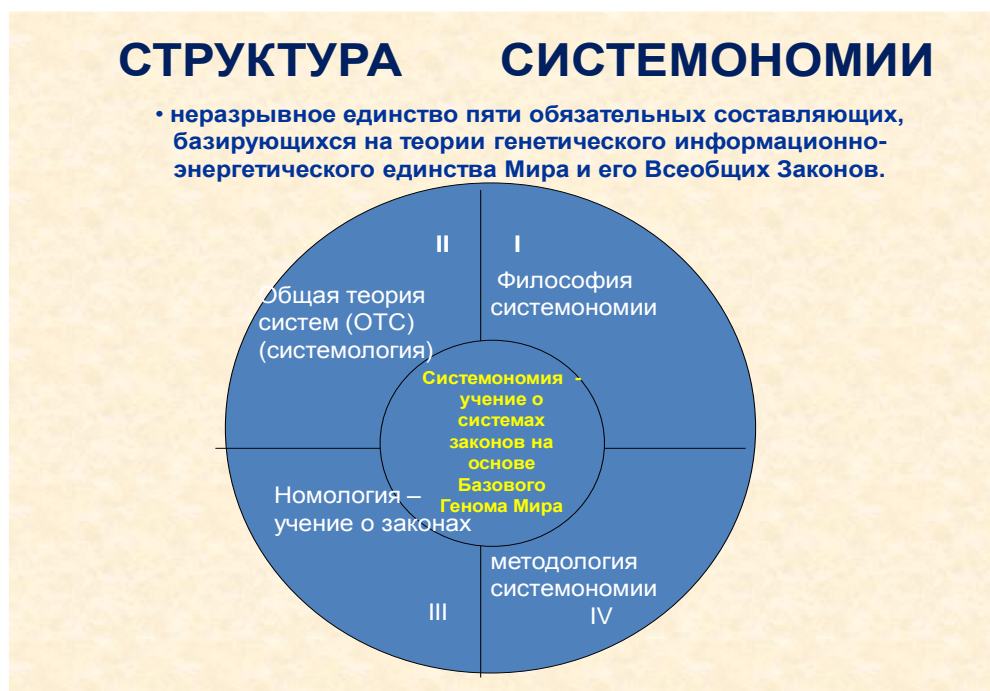 СТРУКТУРА СИСТЕМОНОМИИ
• неразрывное единство пяти обязательных составляющих,
базирующихся на теории генетического информационно-
энергетического единства Мира и его Всеобщих Законов.
II
I
Общая теория
систем (ОТС)
(системология)
Философия
системономии
Системономия -
учение о
системах
законов на
основе
Базового
Генома Мира
Номология –
учение о законах
III
методология
системономии
IV